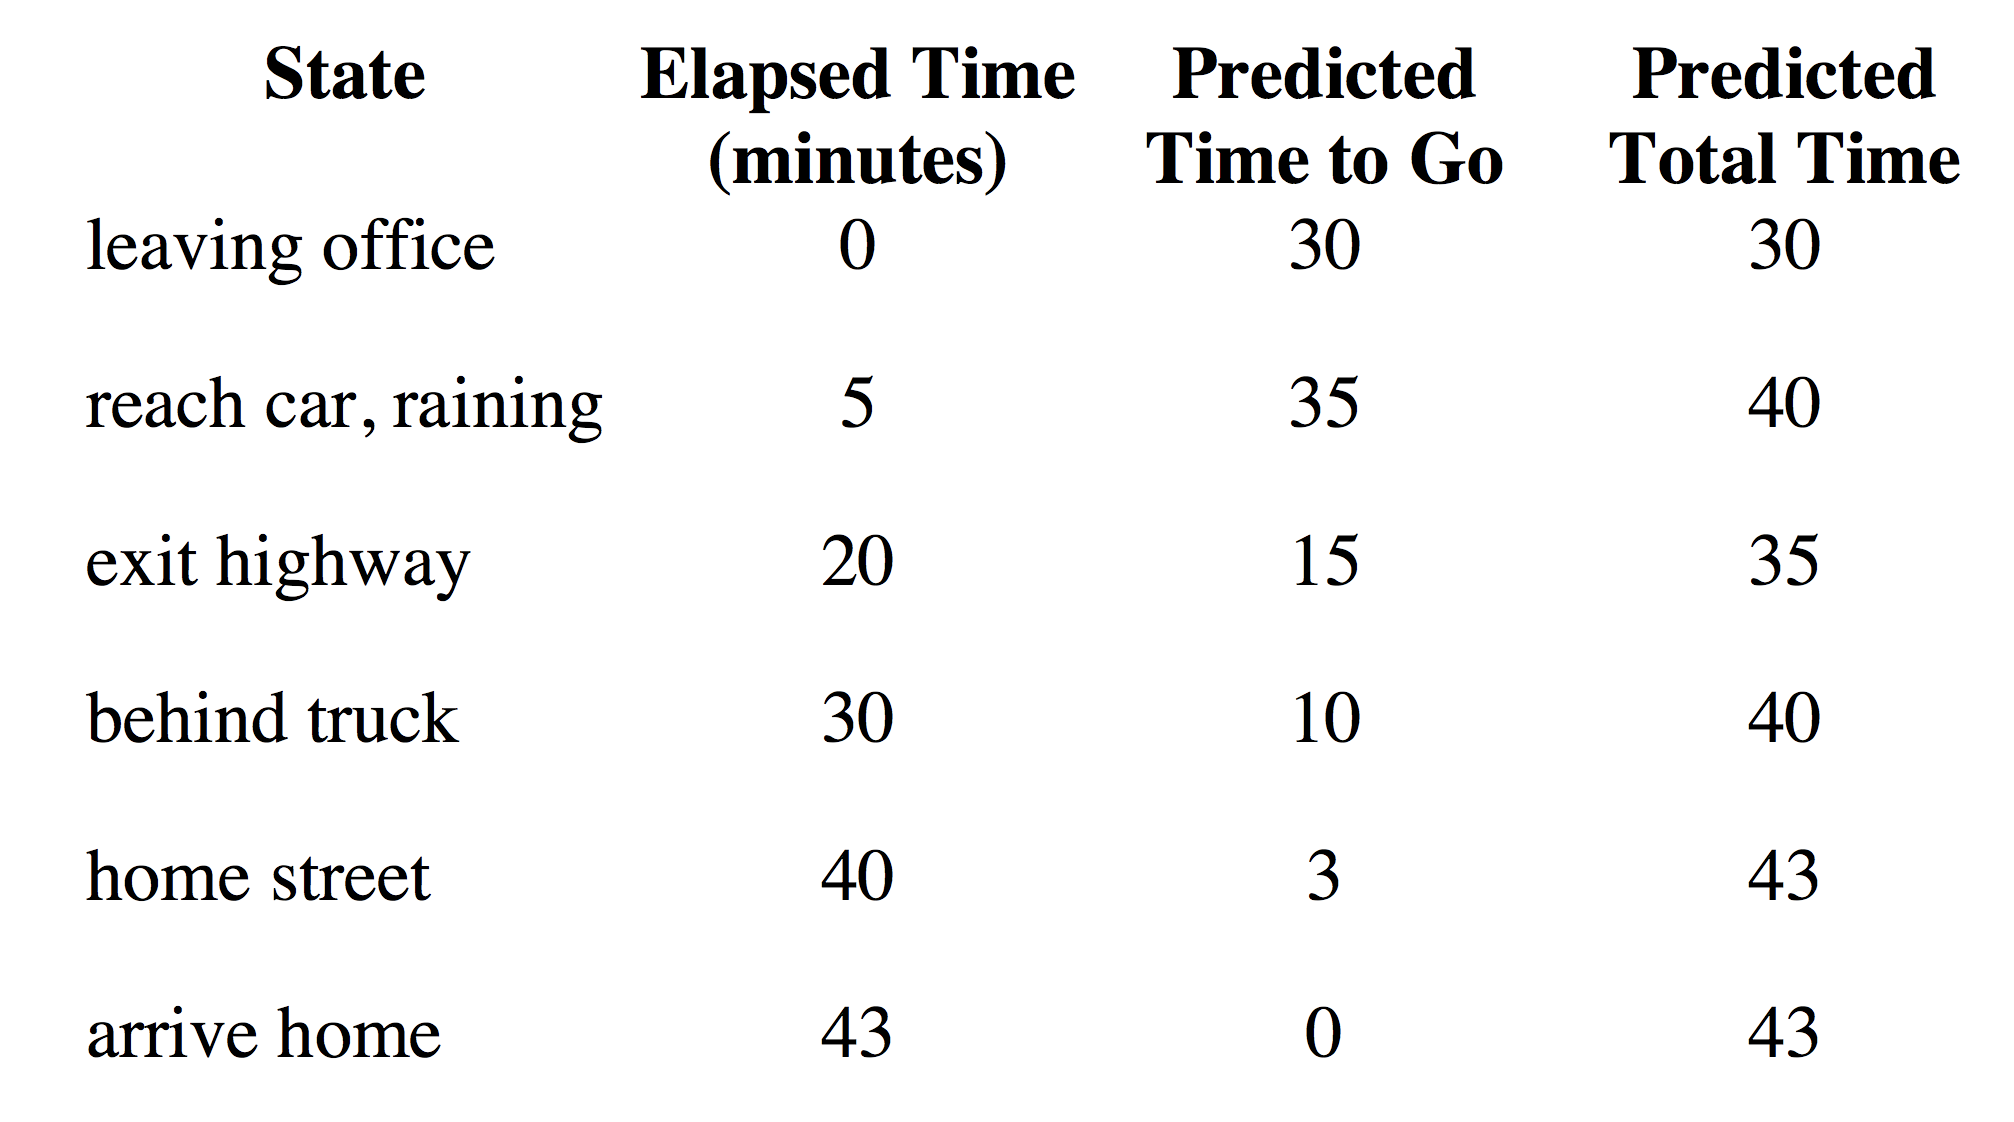 State Elapsed Time Predicted Predicted
(minutes) Time to Go Total Time
leaving office 0 30 30
reach car, raining 5 35 40
exit highway 20 15 35
behind truck 30 10 40
home street 40 3 43
arrive home 43 0 43